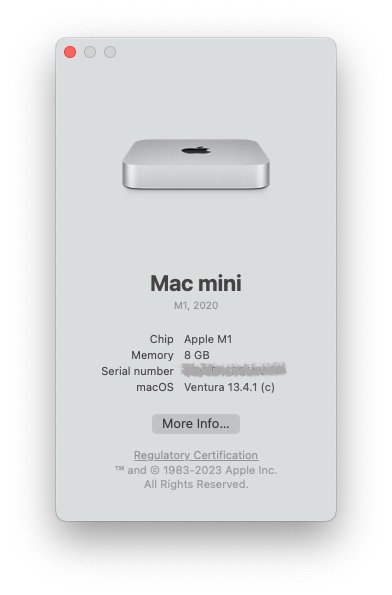 Mac mini
M1, 2020
Chip Apple M1
Memory 8 GB
Serial number
macOS Ventura 13.4.1 (c)
More Info...
Regulatory Certification
™ and © 1983-2023 Apple Inc.
All Rights Reserved.